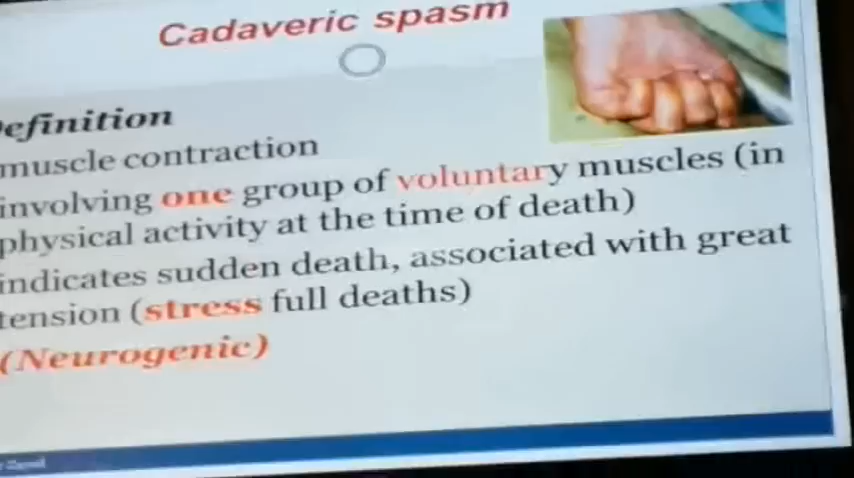 Cadaveric spasm
efinition
muscle contraction
involving one group of voluntary muscles (in
physical activity at the time of death)
indicates sudden death, associated with great
tension (stress full deaths)
(Neurogenic)